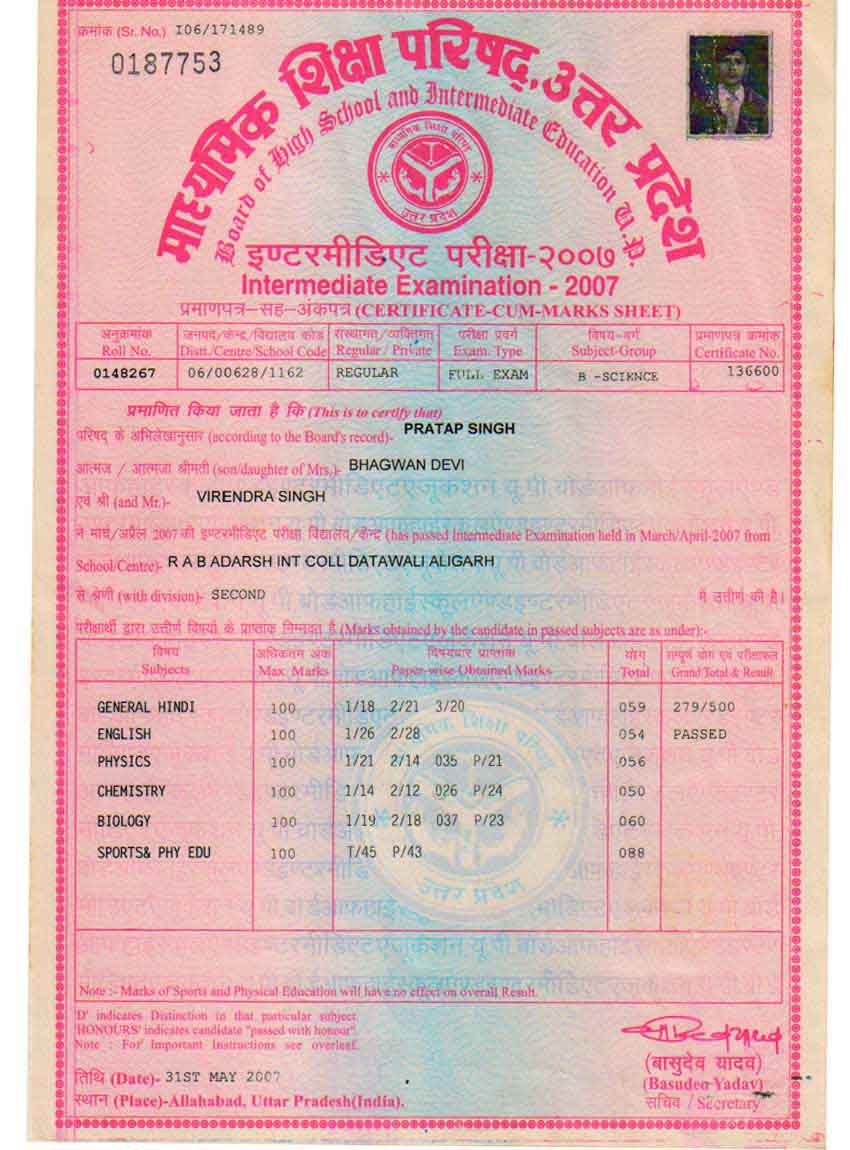 क्रमांक (Sr. No.) I06/171489
0187753
माध्यमिक शिक्षा परिषद्, उत्तर प्रदेश
Board of High School and Intermediate Education U.P.
माध्यमिक शिक्षा परिषद
उत्तर प्रदेश
इण्टरमीडिएट परीक्षा-२००७
Intermediate Examination - 2007
प्रमाणपत्र-सह-अंकपत्र (CERTIFICATE-CUM-MARKS SHEET)
अनुक्रमांक जनपद/केन्द्र/विद्यालय कोड संस्थागत/व्यक्तिगत परीक्षा प्रवर्ग विषय-वर्ग प्रमाणपत्र क्रमांक
Roll No. Distt./Centre/School Code Regular / Private Exam. Type Subject-Group Certificate No.
0148267 06/00628/1162 REGULAR FULL EXAM B -SCIENCE 136600
प्रमाणित किया जाता है कि (This is to certify that)
परिषद् के अभिलेखानुसार (according to the Board's record)- PRATAP SINGH
आत्मज / आत्मजा श्रीमती (son/daughter of Mrs.)- BHAGWAN DEVI
एवं श्री (and Mr.)- VIRENDRA SINGH
ने मार्च/अप्रैल 2007 की इण्टरमीडिएट परीक्षा विद्यालय/केन्द्र (has passed Intermediate Examination held in March/April-2007 from
School/Centre)- R A B ADARSH INT COLL DATAWALI ALIGARH
से श्रेणी (with division)- SECOND में उत्तीर्ण की है।
परीक्षार्थी द्वारा उत्तीर्ण विषयों के प्राप्तांक निम्नवत् है (Marks obtained by the candidate in passed subjects are as under):-
विषय अधिकतम अंक विषयवार प्राप्तांक योग सम्पूर्ण योग एवं परीक्षाफल
Subjects Max Marks Paper-wise Obtained Marks Total Grand Total & Result
GENERAL HINDI 100 1/18 2/21 3/20 059 279/500
ENGLISH 100 1/26 2/28 054 PASSED
PHYSICS 100 1/21 2/14 035 P/21 056
CHEMISTRY 100 1/14 2/12 026 P/24 050
BIOLOGY 100 1/19 2/18 037 P/23 060
SPORTS& PHY EDU 100 T/45 P/43 088
Note :- Marks of Sports and Physical Education will have no effect on overall Result.
D' indicates Distinction in that particular subject.
HONOURS' indicates candidate "passed with honour".
Note : For Important Instructions see overleaf.
(बासुदेव यादव)
तिथि (Date)- 31ST MAY 2007
(Basudeo Yadav)
स्थान (Place)-Allahabad, Uttar Pradesh(India).
सचिव / Secretary